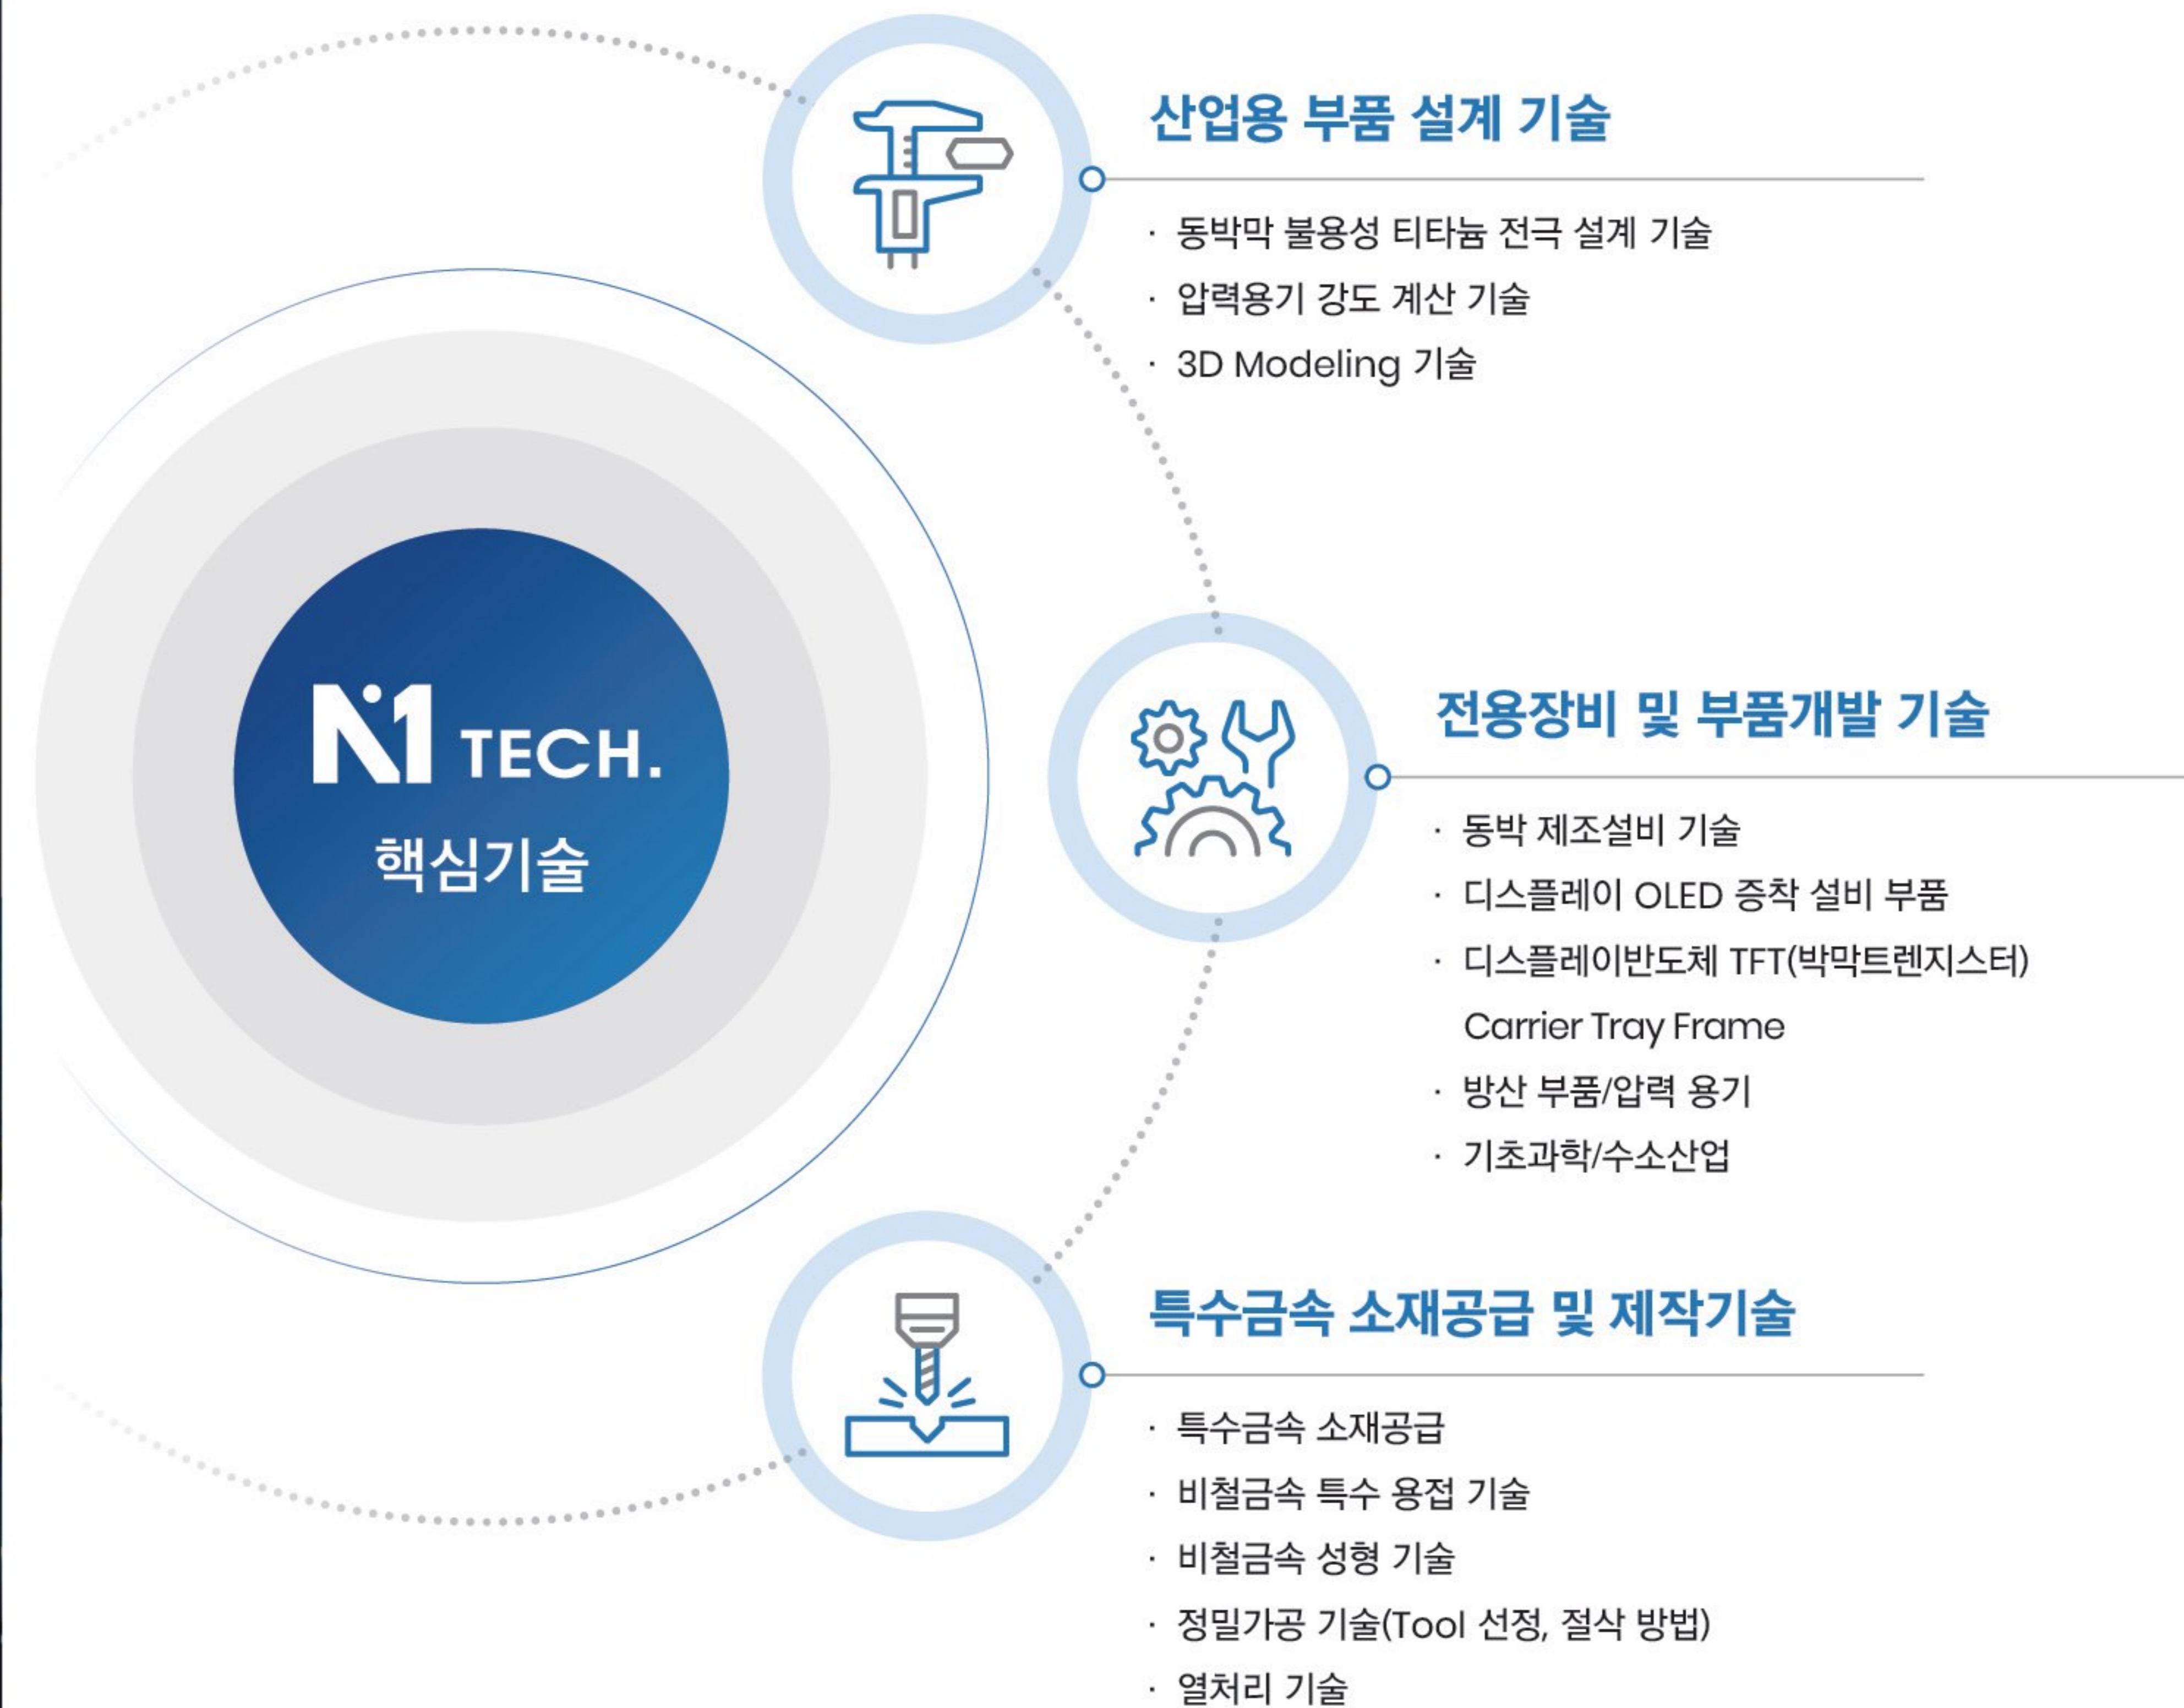 산업용 부품 설계 기술
· 동박막 불용성 티타늄 전극 설계 기술
· 압력용기 강도 계산 기술
· 3D Modeling 기술
N1 TECH.
핵심기술
전용장비 및 부품개발 기술
· 동박 제조설비 기술
· 디스플레이 OLED 증착 설비 부품
· 디스플레이반도체 TFT(박막트렌지스터)
Carrier Tray Frame
· 방산 부품/압력 용기
· 기초과학/수소산업
특수금속 소재공급 및 제작기술
· 특수금속 소재공급
· 비철금속 특수 용접 기술
· 비철금속 성형 기술
· 정밀가공 기술(Tool 선정, 절삭 방법)
· 열처리 기술